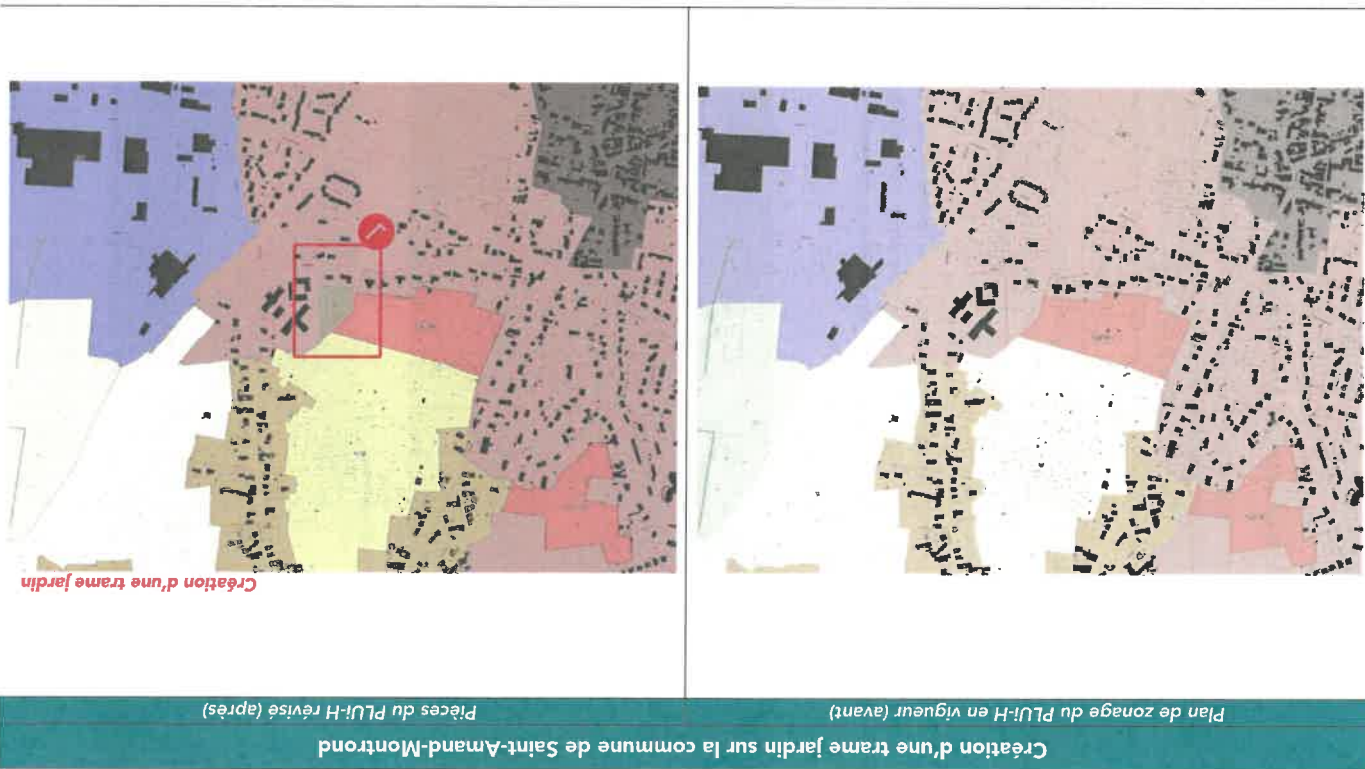 Création d'une trame jardin sur la commune de Saint-Amand-Montrond
Plan de zonage du PLUi-H en vigueur (avant)
Pièces du PLUi-H révisé (après)
Création d'une trame jardin